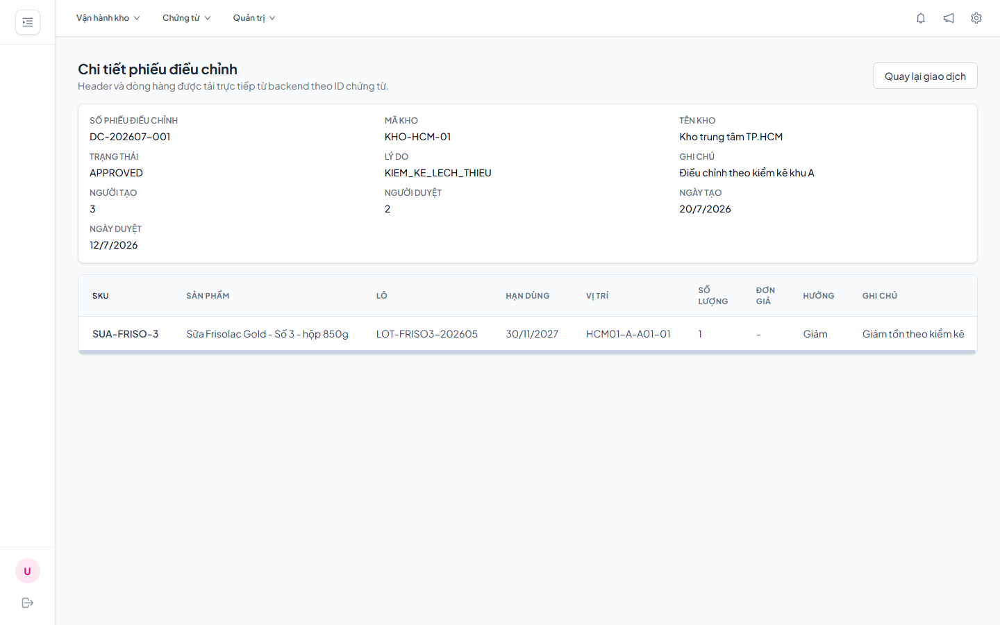 Vận hành kho
Chứng từ
Quản trị
Chi tiết phiếu điều chỉnh
Header và dòng hàng được tải trực tiếp từ backend theo ID chứng từ.
Quay lại giao dịch
SỐ PHIẾU ĐIỀU CHỈNH
DC-202607-001
MÃ KHO
KHO-HCM-01
TÊN KHO
Kho trung tâm TP.HCM
TRẠNG THÁI
APPROVED
LÝ DO
KIEM_KE_LECH_THIEU
GHI CHÚ
Điều chỉnh theo kiểm kê khu A
NGƯỜI TẠO
3
NGƯỜI DUYỆT
2
NGÀY TẠO
20/7/2026
NGÀY DUYỆT
12/7/2026
SKU SẢN PHẨM LÔ HẠN DÙNG VỊ TRÍ SỐ LƯỢNG ĐƠN GIÁ HƯỚNG GHI CHÚ
SUA-FRISO-3 Sữa Frisolac Gold - Số 3 - hộp 850g LOT-FRISO3-202605 30/11/2027 HCM01-A-A01-01 1 - Giảm Giảm tồn theo kiểm kê
U